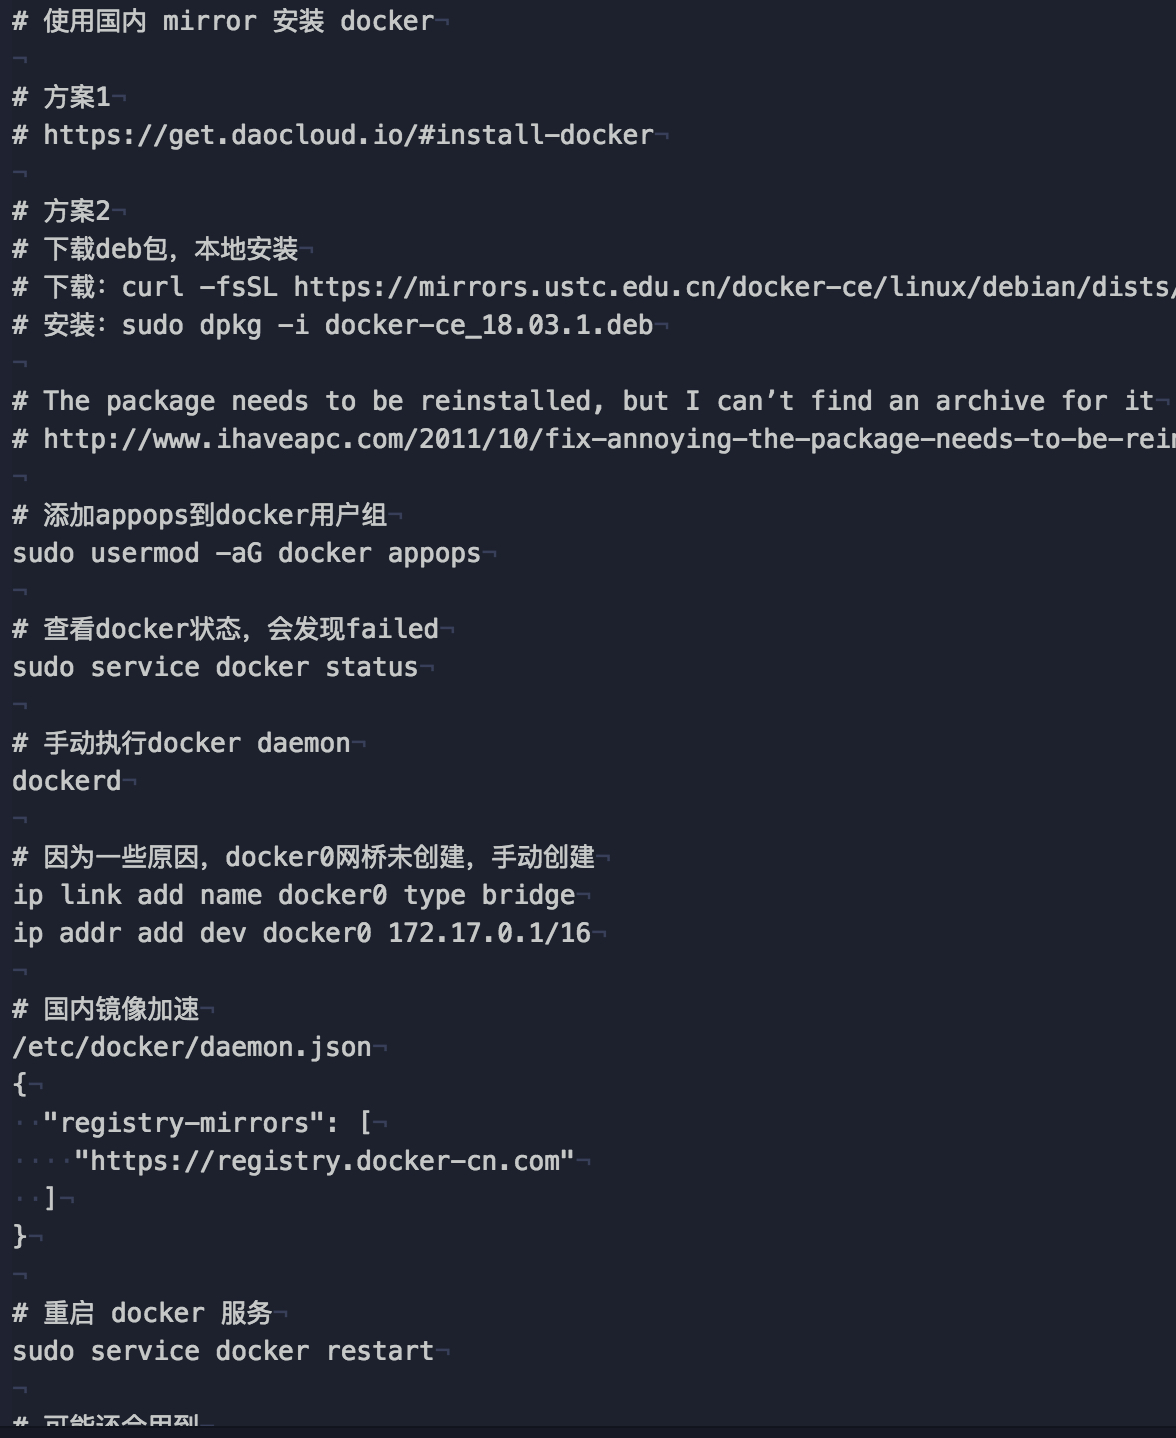 # 使用国内 mirror 安装 docker
# 方案1
# https://get.daocloud.io/#install-docker
# 方案2
# 下载deb包，本地安装
# 下载：curl -fsSL https://mirrors.ustc.edu.cn/docker-ce/linux/debian/dists/
# 安装：sudo dpkg -i docker-ce_18.03.1.deb
# The package needs to be reinstalled, but I can’t find an archive for it
# http://www.ihaveapc.com/2011/10/fix-annoying-the-package-needs-to-be-rein
# 添加appops到docker用户组
sudo usermod -aG docker appops
# 查看docker状态，会发现failed
sudo service docker status
# 手动执行docker daemon
dockerd
# 因为一些原因，docker0网桥未创建，手动创建
ip link add name docker0 type bridge
ip addr add dev docker0 172.17.0.1/16
# 国内镜像加速
/etc/docker/daemon.json
{
  "registry-mirrors": [
    "https://registry.docker-cn.com"
  ]
}
# 重启 docker 服务
sudo service docker restart
# 可能还会用到